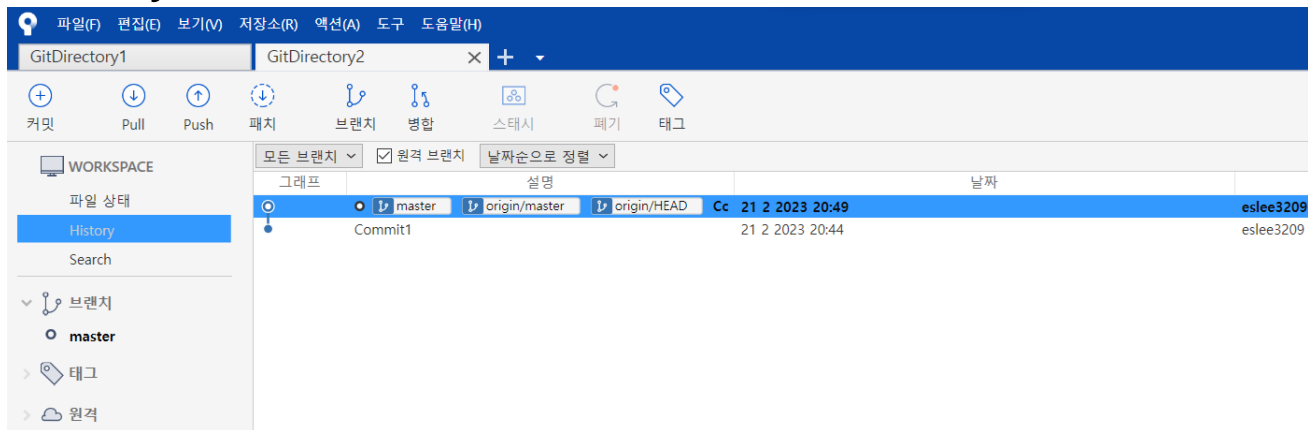 파일(F) 편집(E) 보기(V) 저장소(R) 액션(A) 도구 도움말(H)
GitDirectory1 GitDirectory2
커밋 Pull Push 패치 브랜치 병합 스태시 폐기 태그
WORKSPACE
파일 상태
History
Search
브랜치
master
태그
원격
모든 브랜치 원격 브랜치 날짜순으로 정렬
그래프 설명 날짜
master origin/master origin/HEAD Cc 21 2 2023 20:49 eslee3209
Commit1 21 2 2023 20:44 eslee3209